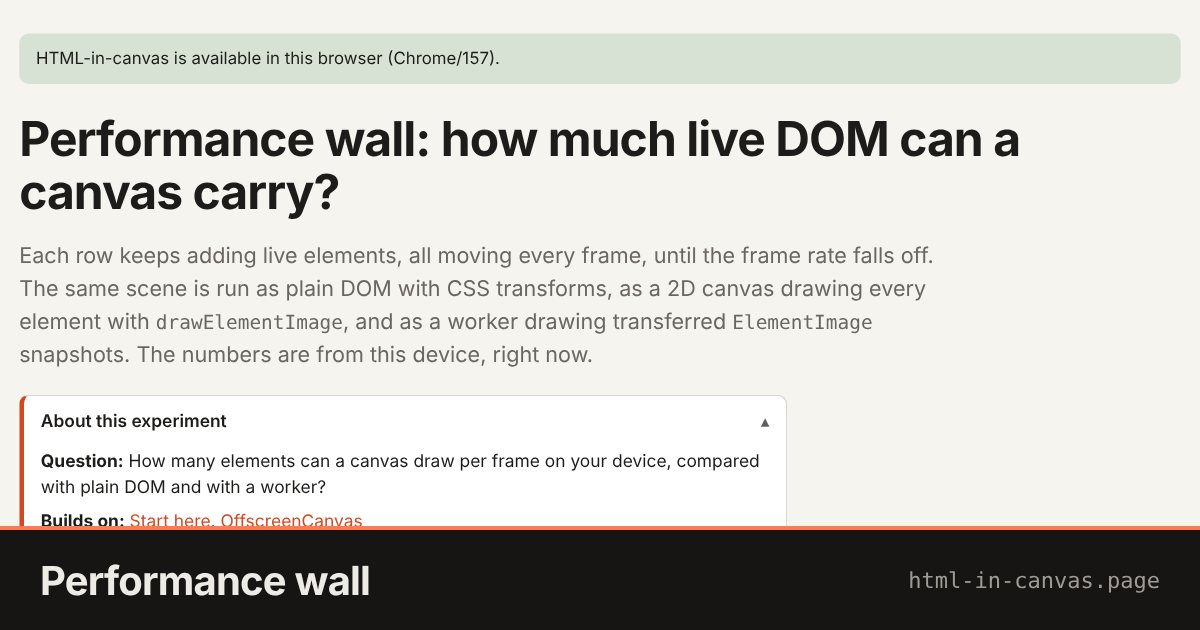 HTML-in-canvas is available in this browser (Chrome/157).
Performance wall: how much live DOM can a
canvas carry?
Each row keeps adding live elements, all moving every frame, until the frame rate falls off.
The same scene is run as plain DOM with CSS transforms, as a 2D canvas drawing every
element with drawElementImage, and as a worker drawing transferred ElementImage
snapshots. The numbers are from this device, right now.
About this experiment ▲
Question: How many elements can a canvas draw per frame on your device, compared
with plain DOM and with a worker?
Builds on: Start here, OffscreenCanvas
Performance wall
html-in-canvas.page